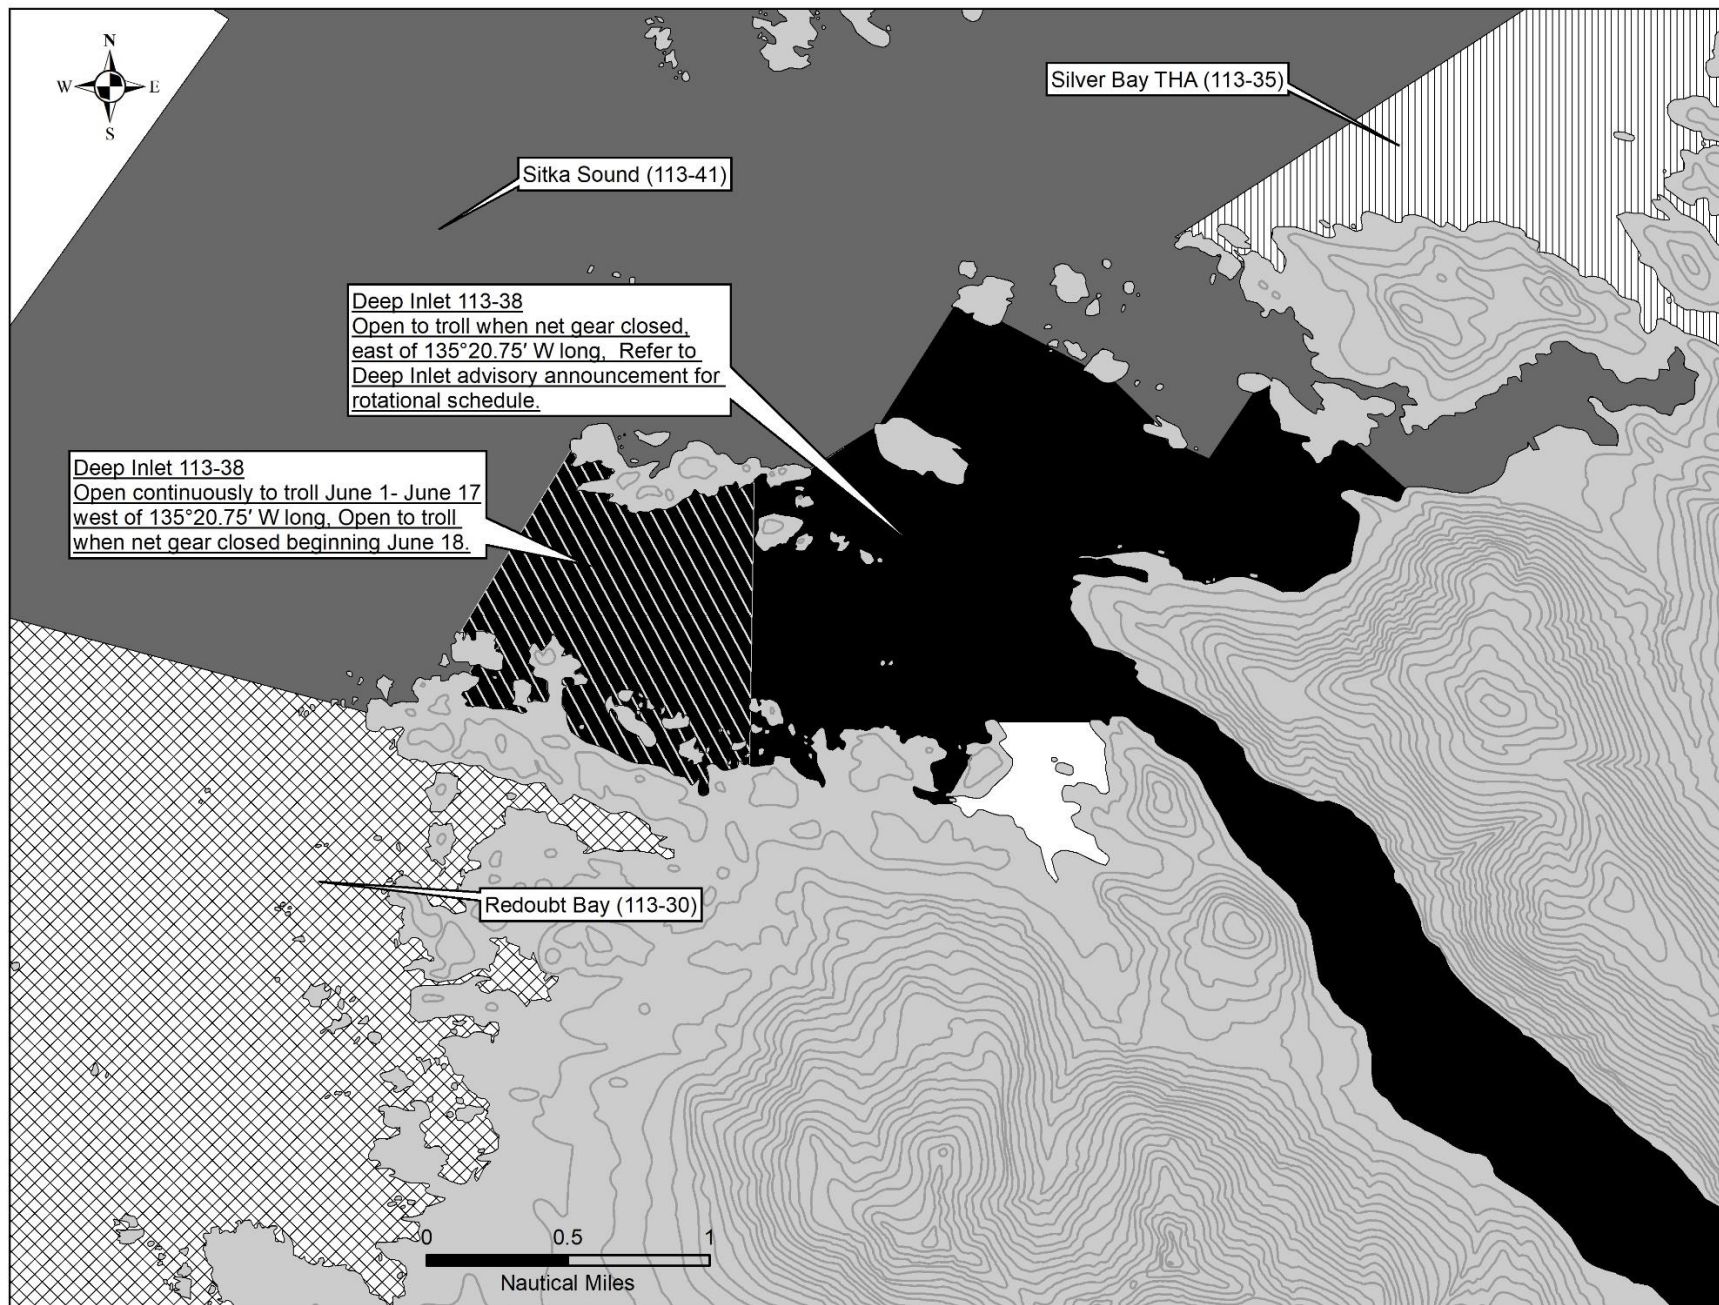 N
W E
S
Silver Bay THA (113-35)
Sitka Sound (113-41)
Deep Inlet 113-38
Open to troll when net gear closed,
east of 135°20.75′ W long, Refer to
Deep Inlet advisory announcement for
rotational schedule.
Deep Inlet 113-38
Open continuously to troll June 1- June 17
west of 135°20.75′ W long, Open to troll
when net gear closed beginning June 18.
Redoubt Bay (113-30)
0 0.5 1
Nautical Miles